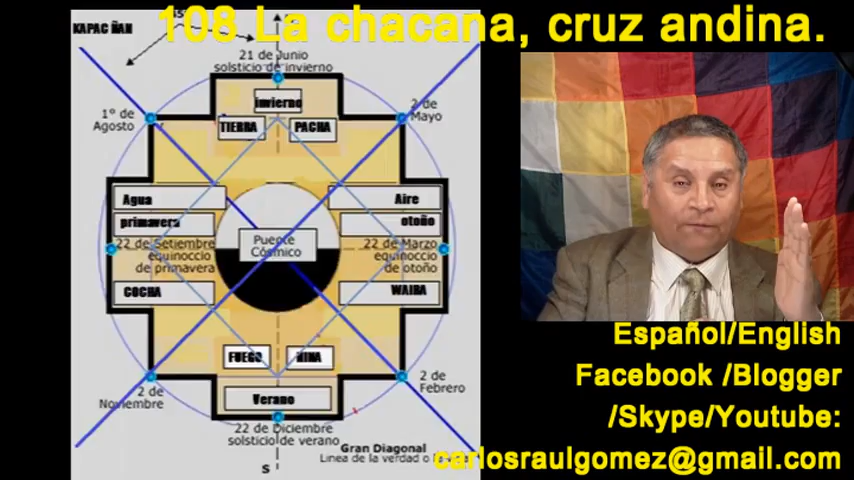 108 La chacana, cruz andina.
KAPAC ÑAN
21 de Junio
solsticio de invierno
invierno
TIERRA
PACHA
1º de
Agosto
2 de
Mayo
Agua
Aire
primavera
otoño
22 de Setiembre
equinoccio
de primavera
Puente
Cósmico
22 de Marzo
equinoccio
de otoño
COCHA
WAIRA
FUEGO
NINA
Verano
2 de
Noviembre
2 de
Febrero
22 de Diciembre
solsticio de verano
S
Gran Diagonal
Linea de la verdad o la
Español/English
Facebook /Blogger
/Skype/Youtube:
carlosraulgomez@gmail.com